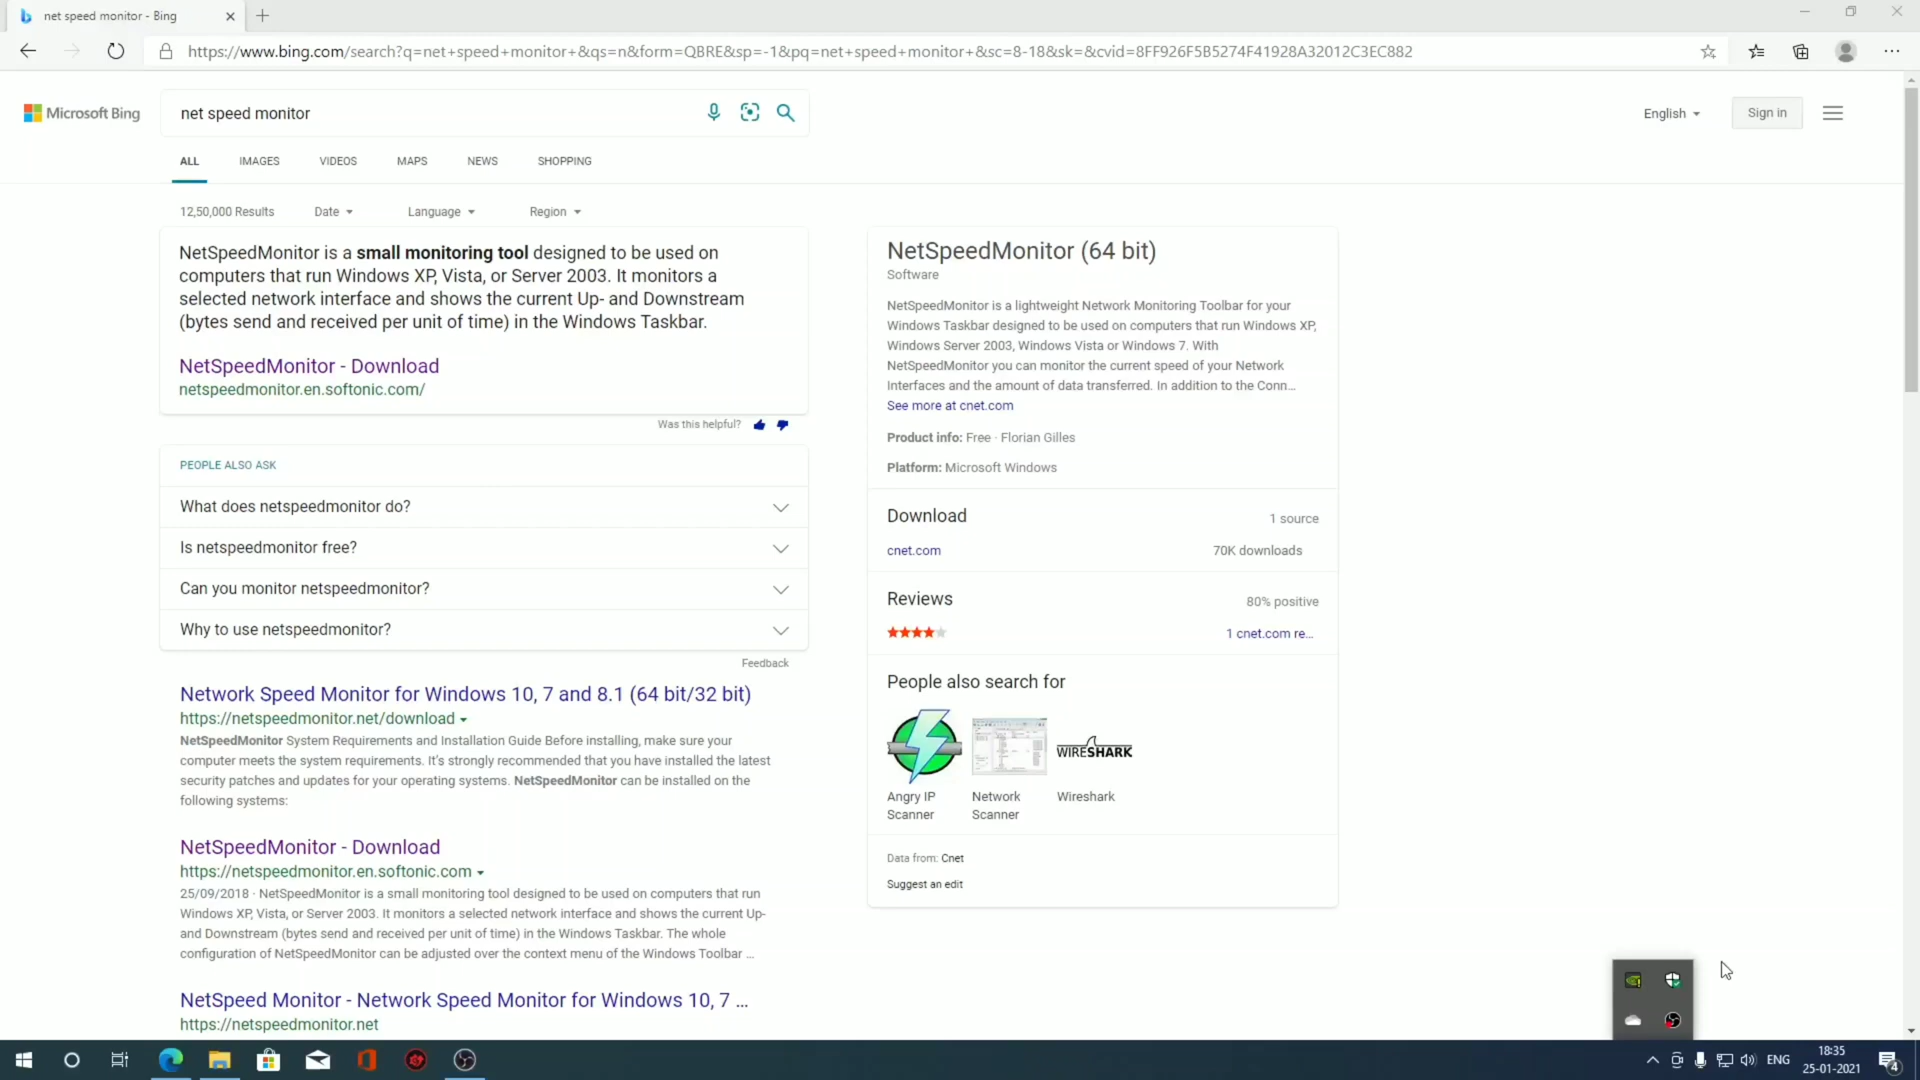 net speed monitor - Bing
https://www.bing.com/search?q=net+speed+monitor+&qs=n&form=QBRE&sp=-1&pq=net+speed+monitor+&sc=8-18&sk=&cvid=8FF926F5B5274F41928A32012C3EC882
Microsoft Bing
net speed monitor
English
Sign in
ALL IMAGES VIDEOS MAPS NEWS SHOPPING
12,50,000 Results Date Language Region
NetSpeedMonitor is a small monitoring tool designed to be used on
computers that run Windows XP, Vista, or Server 2003. It monitors a
selected network interface and shows the current Up- and Downstream
(bytes send and received per unit of time) in the Windows Taskbar.
NetSpeedMonitor - Download
netspeedmonitor.en.softonic.com/
Was this helpful?
PEOPLE ALSO ASK
What does netspeedmonitor do?
Is netspeedmonitor free?
Can you monitor netspeedmonitor?
Why to use netspeedmonitor?
Feedback
Network Speed Monitor for Windows 10, 7 and 8.1 (64 bit/32 bit)
https://netspeedmonitor.net/download
NetSpeedMonitor System Requirements and Installation Guide Before installing, make sure your
computer meets the system requirements. It's strongly recommended that you have installed the latest
security patches and updates for your operating systems. NetSpeedMonitor can be installed on the
following systems:
NetSpeedMonitor - Download
https://netspeedmonitor.en.softonic.com
25/09/2018 · NetSpeedMonitor is a small monitoring tool designed to be used on computers that run
Windows XP, Vista, or Server 2003. It monitors a selected network interface and shows the current Up-
and Downstream (bytes send and received per unit of time) in the Windows Taskbar. The whole
configuration of NetSpeedMonitor can be adjusted over the context menu of the Windows Toolbar ...
NetSpeed Monitor - Network Speed Monitor for Windows 10, 7 ...
https://netspeedmonitor.net
NetSpeedMonitor (64 bit)
Software
NetSpeedMonitor is a lightweight Network Monitoring Toolbar for your
Windows Taskbar designed to be used on computers that run Windows XP,
Windows Server 2003, Windows Vista or Windows 7. With
NetSpeedMonitor you can monitor the current speed of your Network
Interfaces and the amount of data transferred. In addition to the Conn...
See more at cnet.com
Product info: Free · Florian Gilles
Platform: Microsoft Windows
Download 1 source
cnet.com 70K downloads
Reviews 80% positive
1 cnet.com re...
People also search for
WIRESHARK
Angry IP Scanner
Network Scanner
Wireshark
Data from: Cnet
Suggest an edit
ENG
18:35
25-01-2021
4